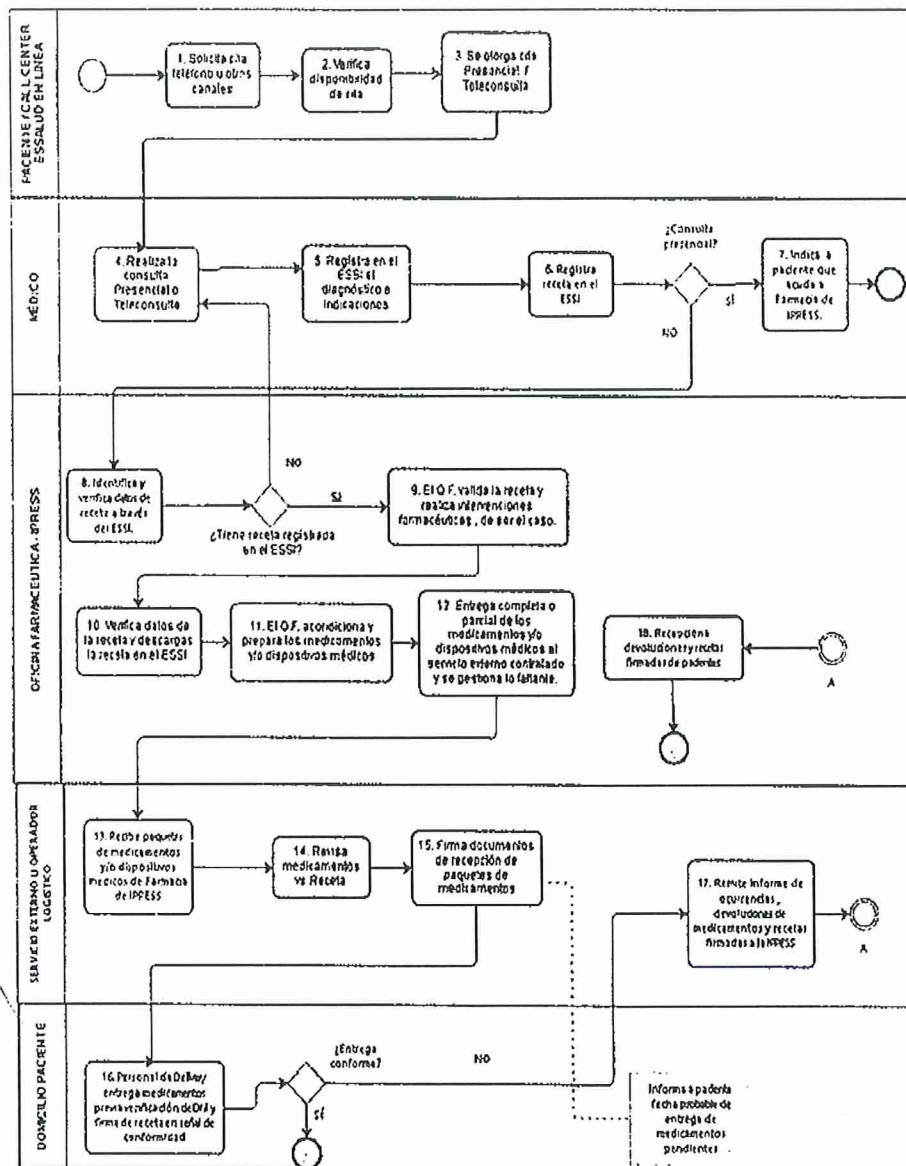 PACIENTE / CALL CENTER
ESSALUD EN LÍNEA
1. Solicita cita
teléfono u otros
canales
2. Verifica
disponibilidad
de cita
3. Se otorga cita
Presencial /
Teleconsulta
MÉDICO
4. Realiza la
consulta
Presencial o
Teleconsulta
5. Registra en el
ESSI el
diagnóstico e
indicaciones
6. Registra
receta en el
ESSI
¿Consulta
presencial?
SÍ
NO
7. Indica a
paciente que
acuda a
Farmacia de
IPRESS.
OFICINA FARMACEUTICA - IPRESS
8. Identifica y
verifica datos de
receta a través
del ESSI.
NO
SI
¿Tiene receta registrada
en el ESSI?
9. El Q.F. valida la receta y
realiza intervenciones
farmacéuticas, de ser el caso.
10 Verifica datos de
la receta y descargas
la receta en el ESSI
11. El Q.F. acondiciona y
prepara los medicamentos
y/o dispositivos médicos
12. Entrega completa o
parcial de los
medicamentos y/o
dispositivos médicos al
servicio externo contratado
y se gestiona lo faltante.
18. Recepciona
devoluciones y recetas
firmadas de pacientes
A
SERVICIO EXTERNO U OPERADOR
LOGISTICO
13. Recibe paquetes
de medicamentos
y/o dispositivos
médicos de Farmacia
de IPRESS
14. Revisa
medicamentos
vs Receta
15. Firma documentos
de recepción de
paquetes de
medicamentos
17. Remite Informe de
ocurrencias,
devoluciones de
medicamentos y recetas
firmadas a la IPRESS
A
DOMICILIO PACIENTE
16. Personal de Delivery
entrega medicamentos
previa verificación de DNI y
firma de receta en señal de
conformidad
¿Entrega
conforme?
NO
SÍ
Informa a paciente
fecha probable de
entrega de
medicamentos
pendientes